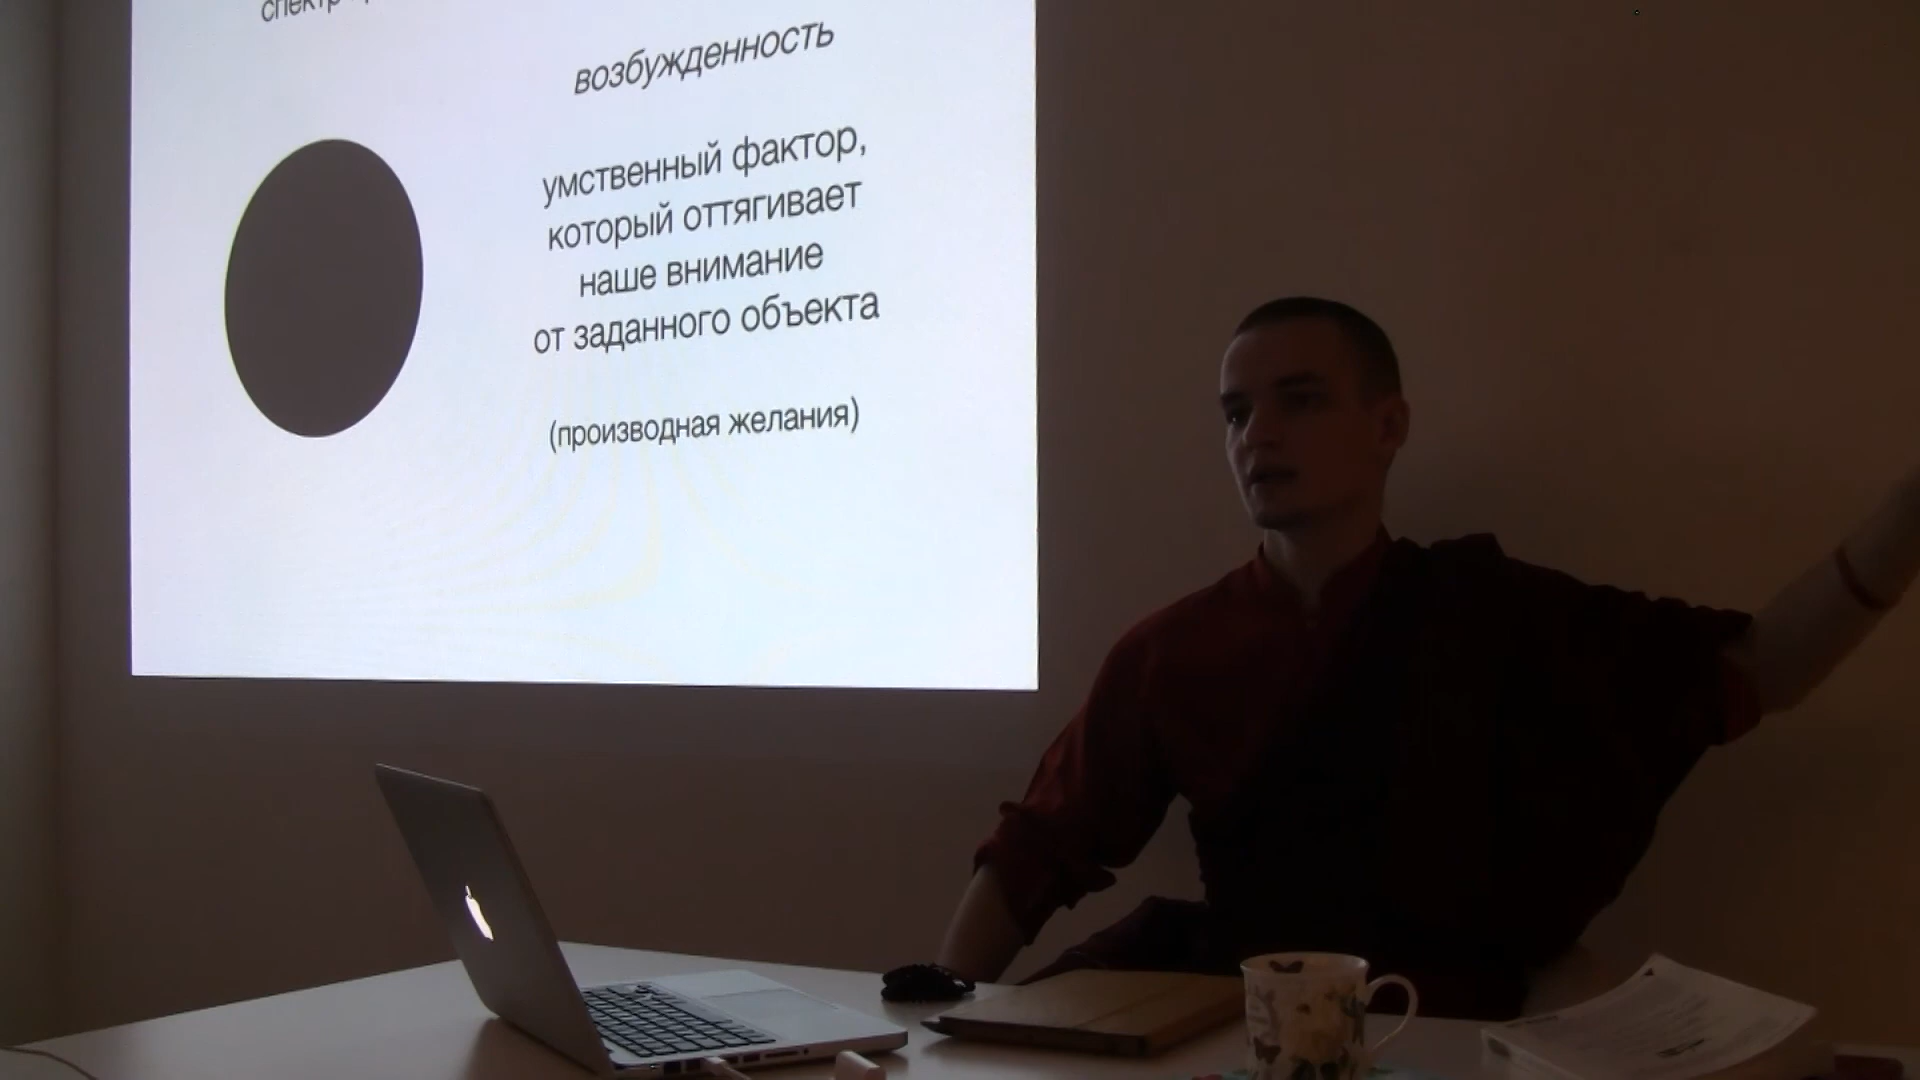 возбужденность
умственный фактор,
который оттягивает
наше внимание
от заданного объекта
(производная желания)